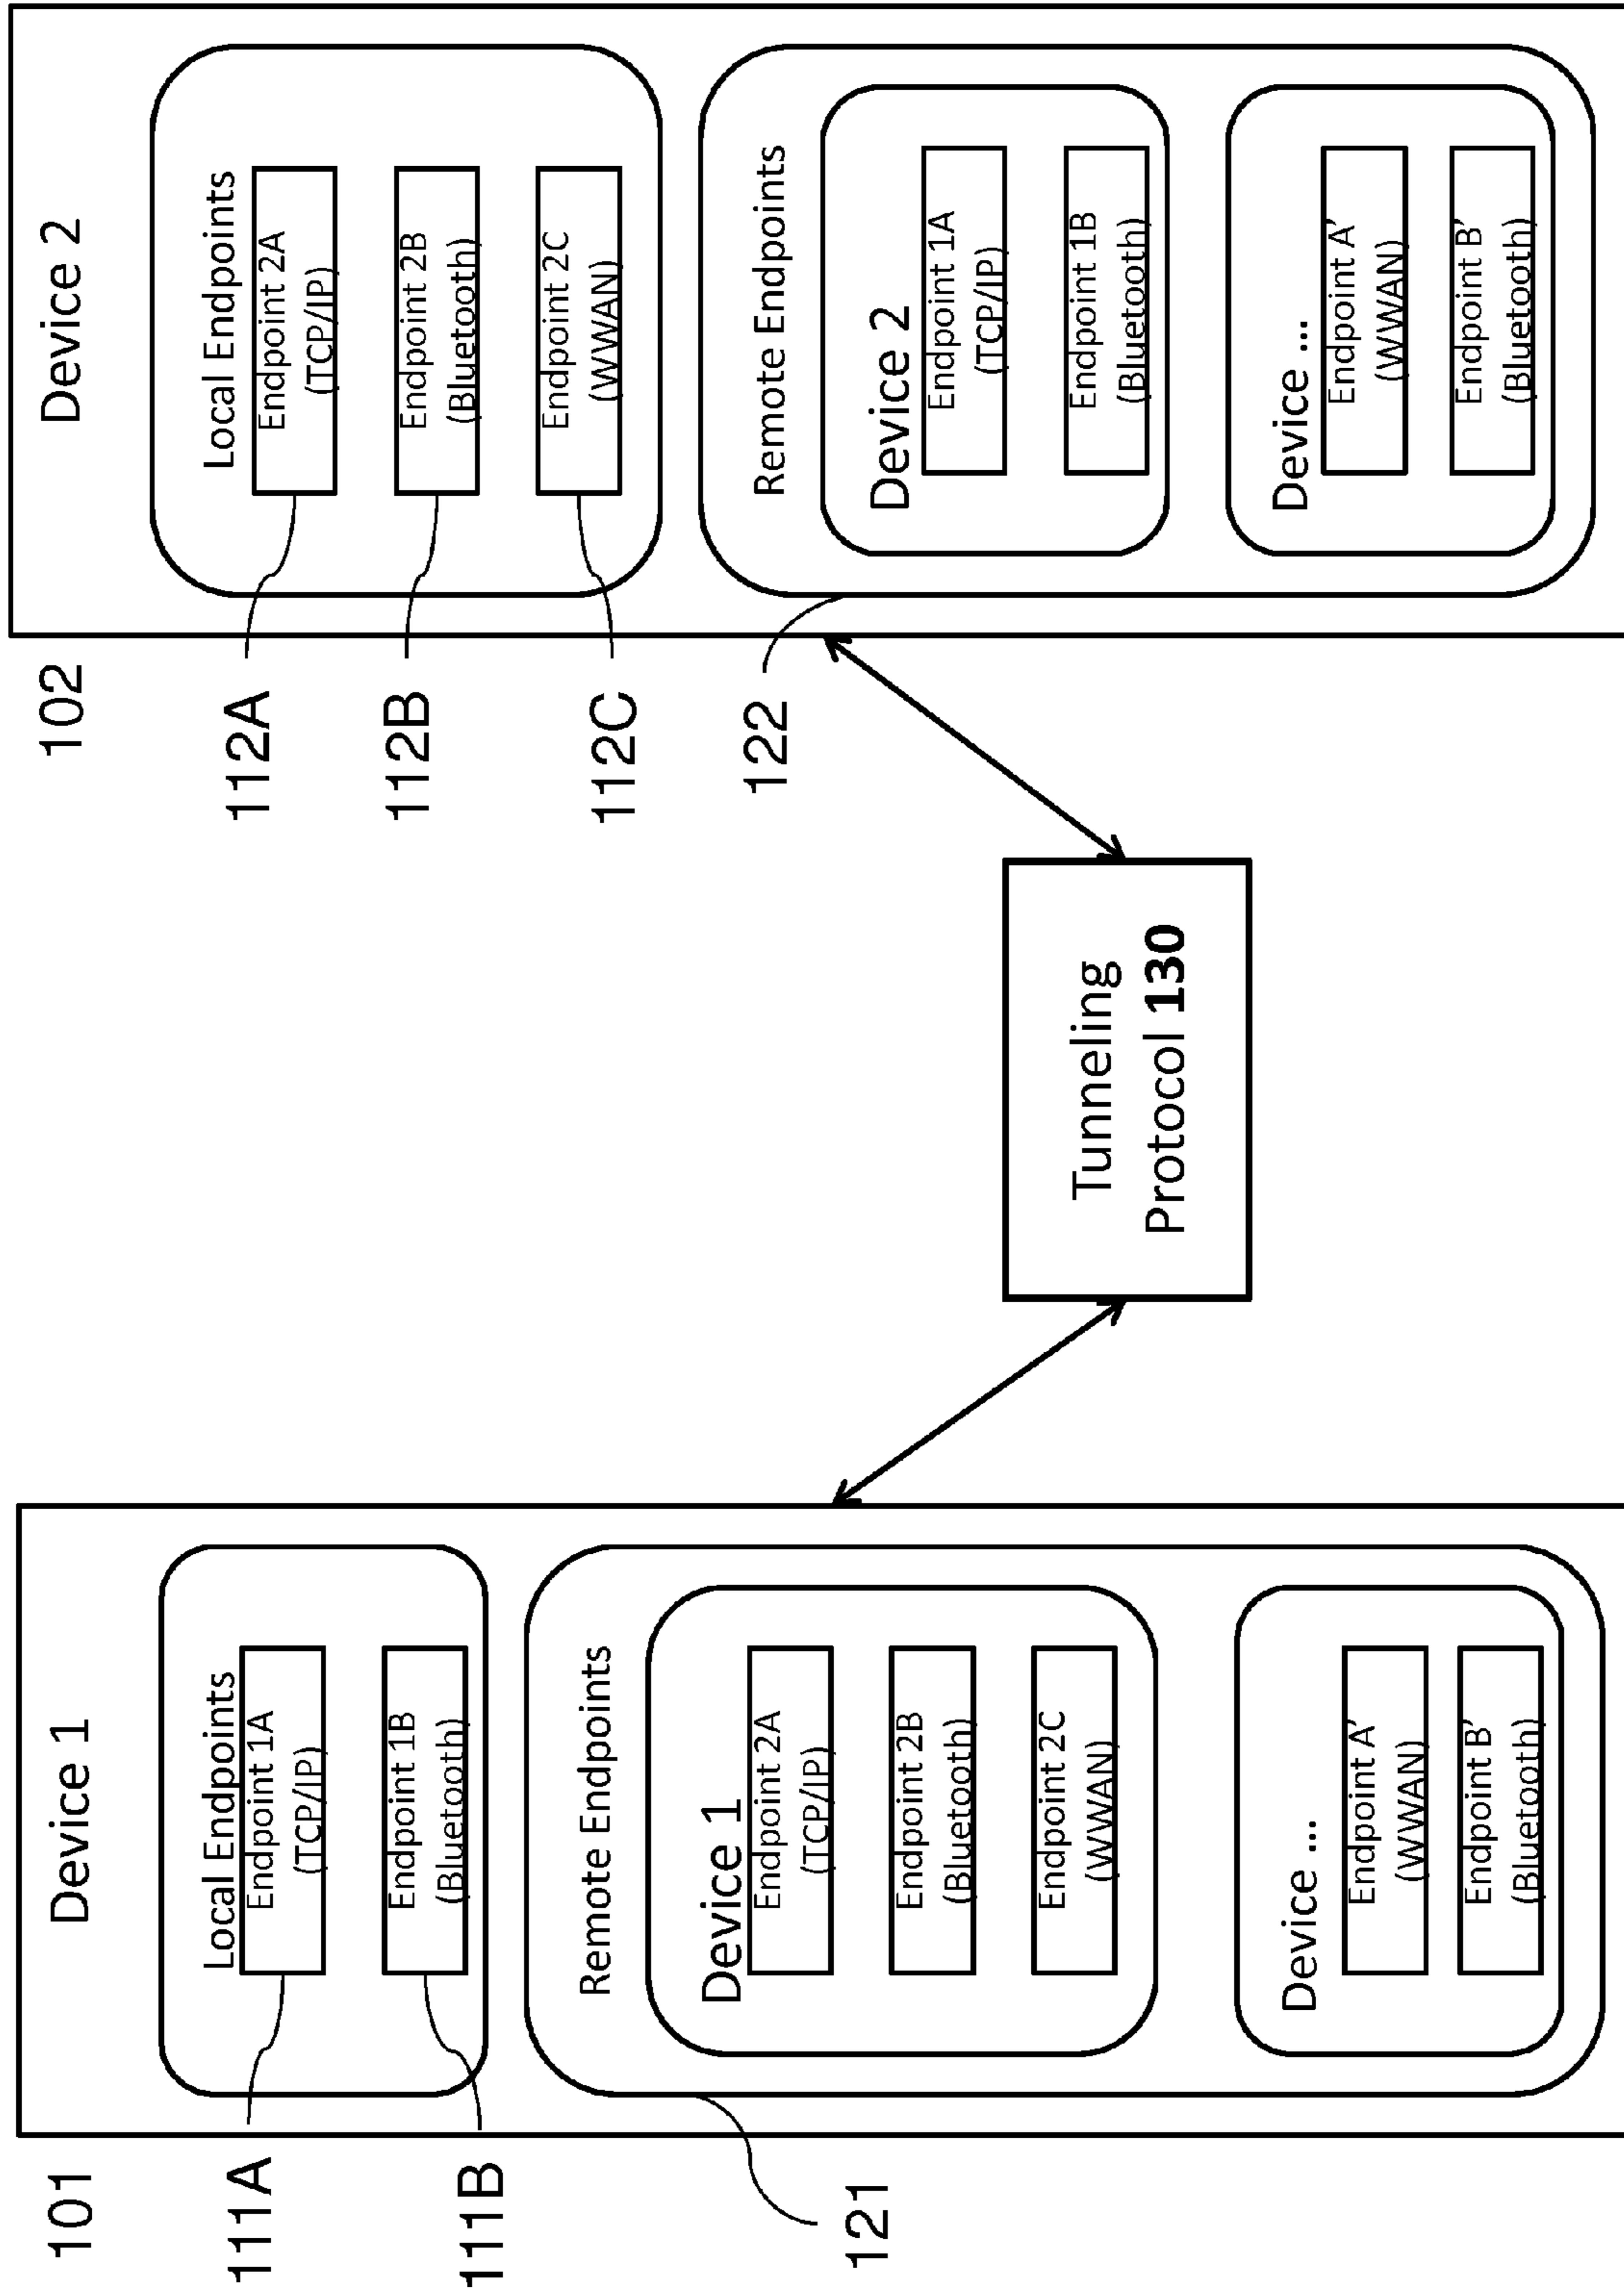 101
Device 1
111A
111B
Local Endpoints
Endpoint 1A
(TCP/IP)
Endpoint 1B
(Bluetooth)
121
Remote Endpoints
Device 1
Endpoint 2A
(TCP/IP)
Endpoint 2B
(Bluetooth)
Endpoint 2C
(WWAN)
Device ...
Endpoint A'
(WWAN)
Endpoint B'
(Bluetooth)
Tunneling
Protocol 130
102
Device 2
112A
112B
112C
Local Endpoints
Endpoint 2A
(TCP/IP)
Endpoint 2B
(Bluetooth)
Endpoint 2C
(WWAN)
122
Remote Endpoints
Device 2
Endpoint 1A
(TCP/IP)
Endpoint 1B
(Bluetooth)
Device ...
Endpoint A'
(WWAN)
Endpoint B'
(Bluetooth)